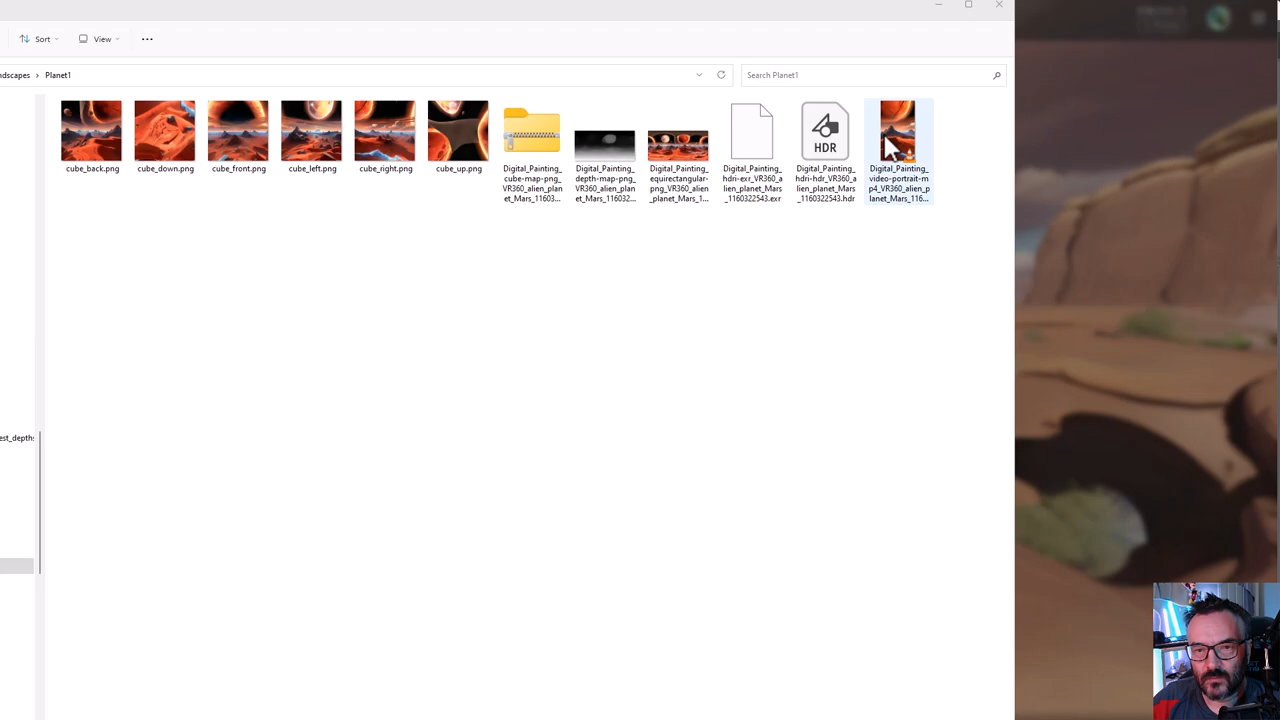 Sort
View
ndscapes > Planet1
Search Planet1
cube_back.png
cube_down.png
cube_front.png
cube_left.png
cube_right.png
cube_up.png
Digital_Painting_
cube-map-png_
VR360_alien_plan
et_Mars_11603...
Digital_Painting_
depth-map-png_
VR360_alien_plan
et_Mars_116032...
Digital_Painting_
equirectangular-
png_VR360_alien
_planet_Mars_1...
Digital_Painting_
hdri-exr_VR360_a
lien_planet_Mars
_1160322543.exr
HDR
Digital_Painting_
hdri-hdr_VR360_a
lien_planet_Mars
_1160322543.hdr
Digital_Painting_
video-portrait-m
p4_VR360_alien_p
lanet_Mars_116...
est_depths